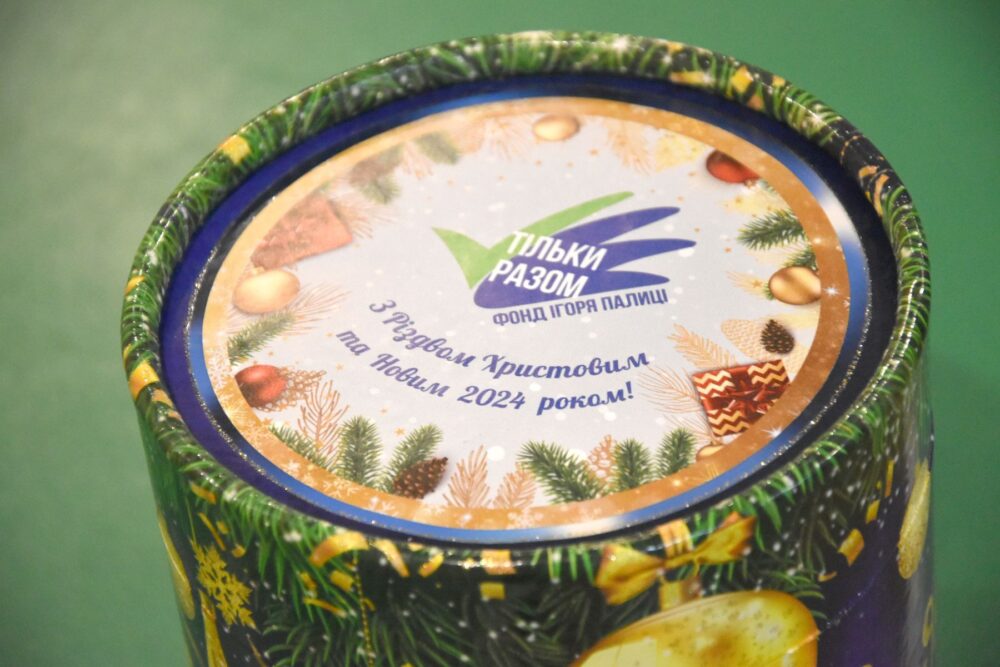 ТІЛЬКИ
РАЗОМ
ФОНД ІГОРЯ ПАЛИЦІ
З Різдвом Христовим
та Новим 2024 роком!